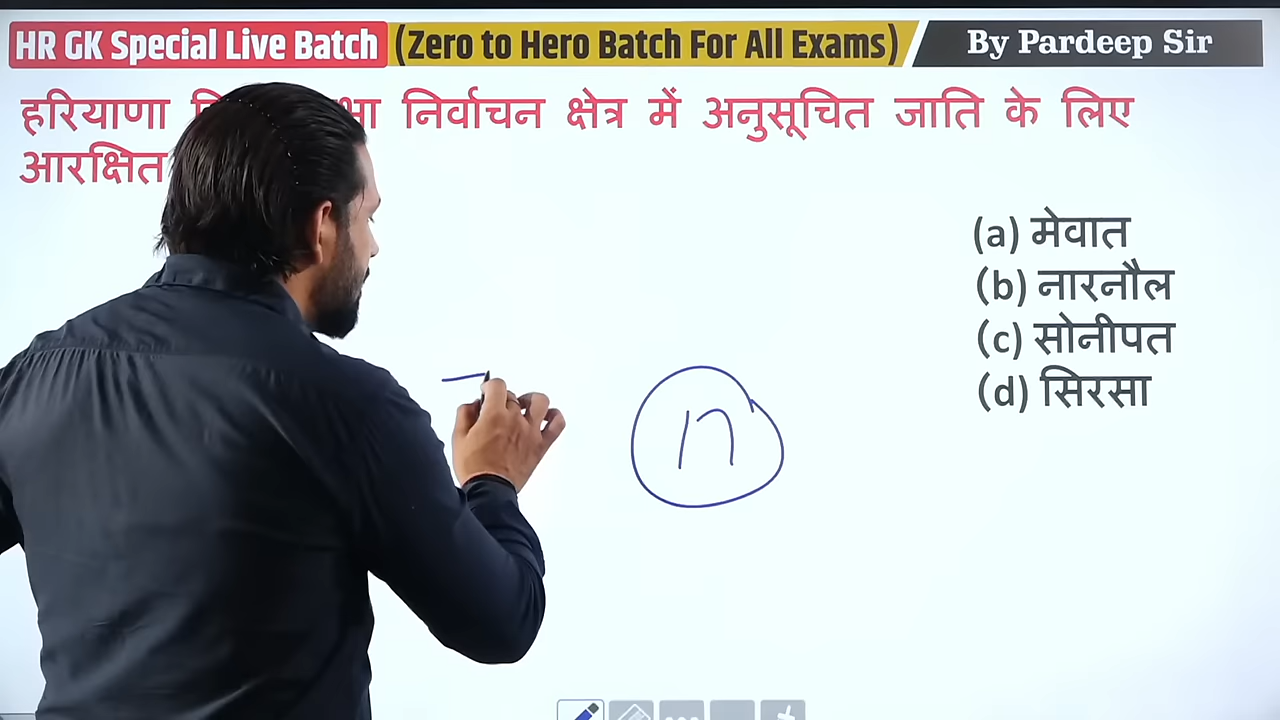 HR GK Special Live Batch (Zero to Hero Batch For All Exams) By Pardeep Sir
हरियाणा निर्वाचन क्षेत्र में अनुसूचित जाति के लिए
आरक्षित
(a) मेवात
(b) नारनौल
(c) सोनीपत
(d) सिरसा
17